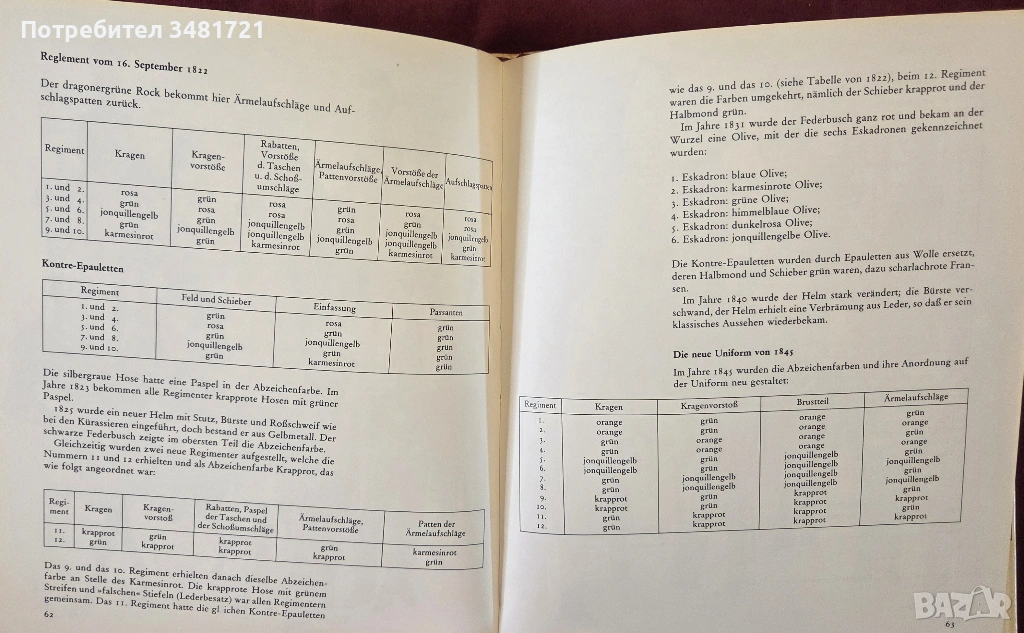 Потребител 3481721
Reglement vom 16. September 1822
Der dragonergrüne Rock bekommt hier Ärmelaufschläge und Auf-
schlagspatten zurück.
Regiment | Kragen | Kragen-vorstöße | Rabatten, Vorstöße d. Taschen u. d. Schoß-umschläge | Ärmelaufschläge, Pattenvorstöße | Vorstöße der Ärmelaufschläge | Aufschlagspatten
1. und 2. | rosa | grün | rosa | grün | rosa | rosa
3. und 4. | grün | rosa | rosa | rosa | grün | rosa
5. und 6. | jonquillengelb | grün | jonquillengelb | grün | jonquillengelb | jonquillengelb
7. und 8. | grün | jonquillengelb | jonquillengelb | jonquillengelb | jonquillengelb | grün
9. und 10. | karmesinrot | grün | karmesinrot | grün | karmesinrot | karmesinrot
Kontre-Epauletten
Regiment | Feld und Schieber | Einfassung | Passanten
1. und 2. | grün | rosa | grün
3. und 4. | rosa | grün | grün
5. und 6. | grün | jonquillengelb | grün
7. und 8. | jonquillengelb | grün | grün
9. und 10. | grün | karmesinrot | grün
Die silbergraue Hose hatte eine Paspel in der Abzeichenfarbe. Im
Jahre 1823 bekommen alle Regimenter krapprote Hosen mit grüner
Paspel.
1825 wurde ein neuer Helm mit Stutz, Bürste und Roßschweif wie
bei den Kürassieren eingeführt, doch bestand er aus Gelbmetall. Der
schwarze Federbusch zeigte im obersten Teil die Abzeichenfarbe.
Gleichzeitig wurden zwei neue Regimenter aufgestellt, welche die
Nummern 11 und 12 erhielten und als Abzeichenfarbe Krapprot, das
wie folgt angeordnet war:
Regi-ment | Kragen | Kragen-vorstoß | Rabatten, Paspel der Taschen und der Schoßumschläge | Ärmelaufschläge, Pattenvorstöße | Patten der Ärmelaufschläge
11. | krapprot | grün | krapprot | grün | karmesinrot
12. | grün | krapprot | krapprot | krapprot | grün
Das 9. und das 10. Regiment erhielten danach dieselbe Abzeichen-
farbe an Stelle des Karmesinrot. Die krapprote Hose mit grünem
Streifen und »falschen« Stiefeln (Lederbesatz) war allen Regimentern
gemeinsam. Das 11. Regiment hatte die gl ichen Kontre-Epauletten
62
wie das 9. und das 10. (siehe Tabelle von 1822), beim 12. Regiment
waren die Farben umgekehrt, nämlich der Schieber krapprot und der
Halbmond grün.
Im Jahre 1831 wurde der Federbusch ganz rot und bekam an der
Wurzel eine Olive, mit der die sechs Eskadronen gekennzeichnet
wurden:
1. Eskadron: blaue Olive;
2. Eskadron: karmesinrote Olive;
3. Eskadron: grüne Olive;
4. Eskadron: himmelblaue Olive;
5. Eskadron: dunkelrosa Olive;
6. Eskadron: jonquillengelbe Olive.
Die Kontre-Epauletten wurden durch Epauletten aus Wolle ersetzt,
deren Halbmond und Schieber grün waren, dazu scharlachrote Fran-
sen.
Im Jahre 1840 wurde der Helm stark verändert; die Bürste ver-
schwand, der Helm erhielt eine Verbrämung aus Leder, so daß er sein
klassisches Aussehen wiederbekam.
Die neue Uniform von 1845
Im Jahre 1845 wurden die Abzeichenfarben und ihre Anordnung auf
der Uniform neu gestaltet:
Regiment | Kragen | Kragenvorstoß | Brustteil | Ärmelaufschläge
1. | orange | grün | orange | grün
2. | orange | grün | orange | orange
3. | grün | orange | orange | grün
4. | grün | orange | orange | orange
5. | jonquillengelb | grün | jonquillengelb | grün
6. | jonquillengelb | grün | jonquillengelb | jonquillengelb
7. | grün | jonquillengelb | jonquillengelb | grün
8. | grün | jonquillengelb | jonquillengelb | jonquillengelb
9. | krapprot | grün | krapprot | grün
10. | krapprot | grün | krapprot | krapprot
11. | grün | krapprot | krapprot | grün
12. | grün | krapprot | krapprot | krapprot
63
BAZAR